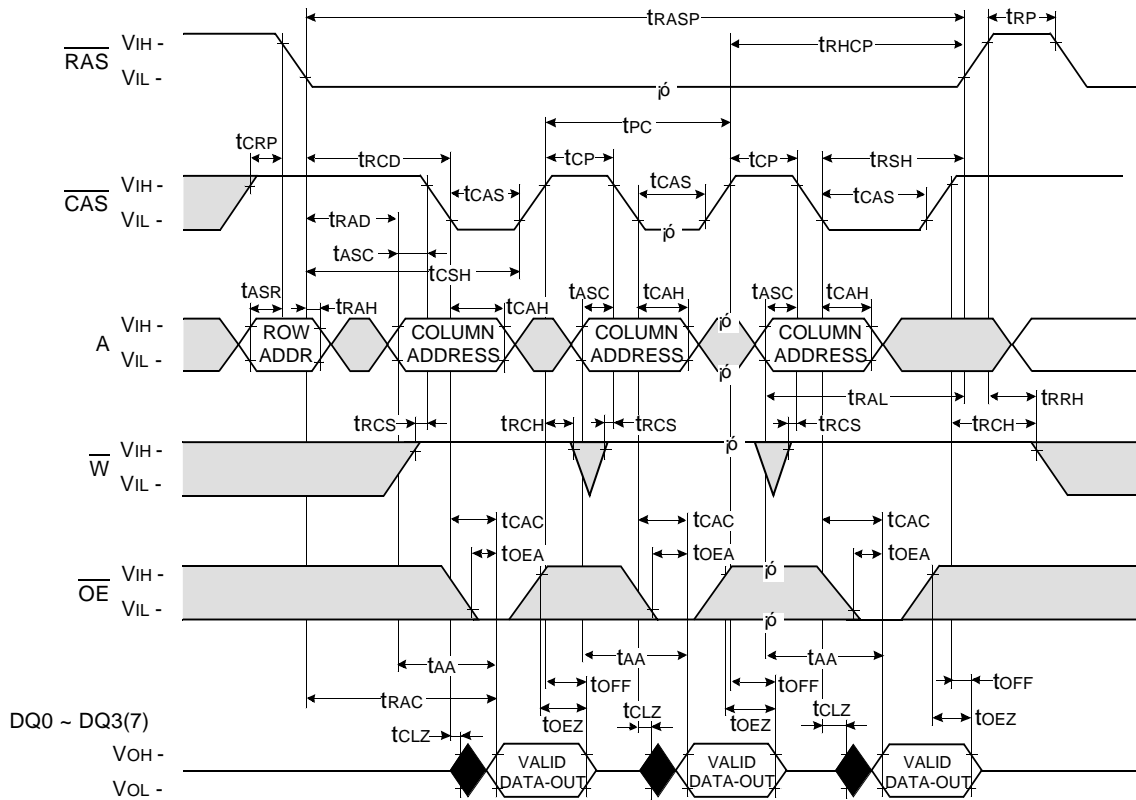 tRASP tRP
RAS VIH - tRHCP
VIL - ¡ó
tPC
tCRP tRCD tCP tCP tRSH
CAS VIH - tCAS tCAS tCAS
VIL - tRAD ¡ó
tASC tCSH
tASR tRAH tCAH tASC tCAH tASC tCAH
A VIH - ROW COLUMN COLUMN ¡ó COLUMN
VIL - ADDR ADDRESS ADDRESS ¡ó ADDRESS
tRAL tRRH
tRCS tRCH tRCS tRCS tRCH
W VIH - ¡ó
VIL -
tCAC tCAC tCAC
tOEA tOEA tOEA
OE VIH - ¡ó
VIL - ¡ó
tAA tAA tAA
tRAC tOFF tOFF tOFF
DQ0 ~ DQ3(7) tCLZ tOEZ tCLZ tOEZ tCLZ tOEZ
VOH - VALID VALID VALID
VOL - DATA-OUT DATA-OUT DATA-OUT